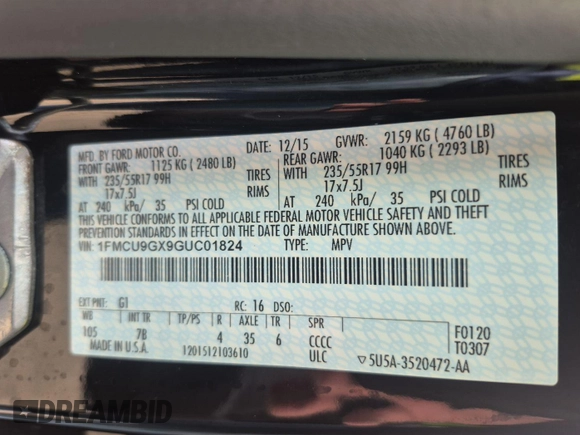 MFD. BY FORD MOTOR CO.
DATE: 12/15 GVWR: 2159 KG ( 4760 LB)
FRONT GAWR: 1125 KG ( 2480 LB) REAR GAWR: 1040 KG ( 2293 LB)
WITH 235/55R17 99H TIRES WITH 235/55R17 99H TIRES
17x7.5J RIMS 17x7.5J RIMS
AT 240 kPa/ 35 PSI COLD AT 240 kPa/ 35 PSI COLD
THIS VEHICLE CONFORMS TO ALL APPLICABLE FEDERAL MOTOR VEHICLE SAFETY AND THEFT
PREVENTION STANDARDS IN EFFECT ON THE DATE OF MANUFACTURE SHOWN ABOVE.
VIN: 1FMCU9GX9GUC01824 TYPE: MPV
EXT PNT: G1 RC: 16 DSO:
WB INT TR TP/PS R AXLE TR SPR
105 7B 4 35 6 CCCC
F0120
MADE IN U.S.A. 1201512103610 ULC ▽5U5A-3520472-AA
T0307
DREAMBID